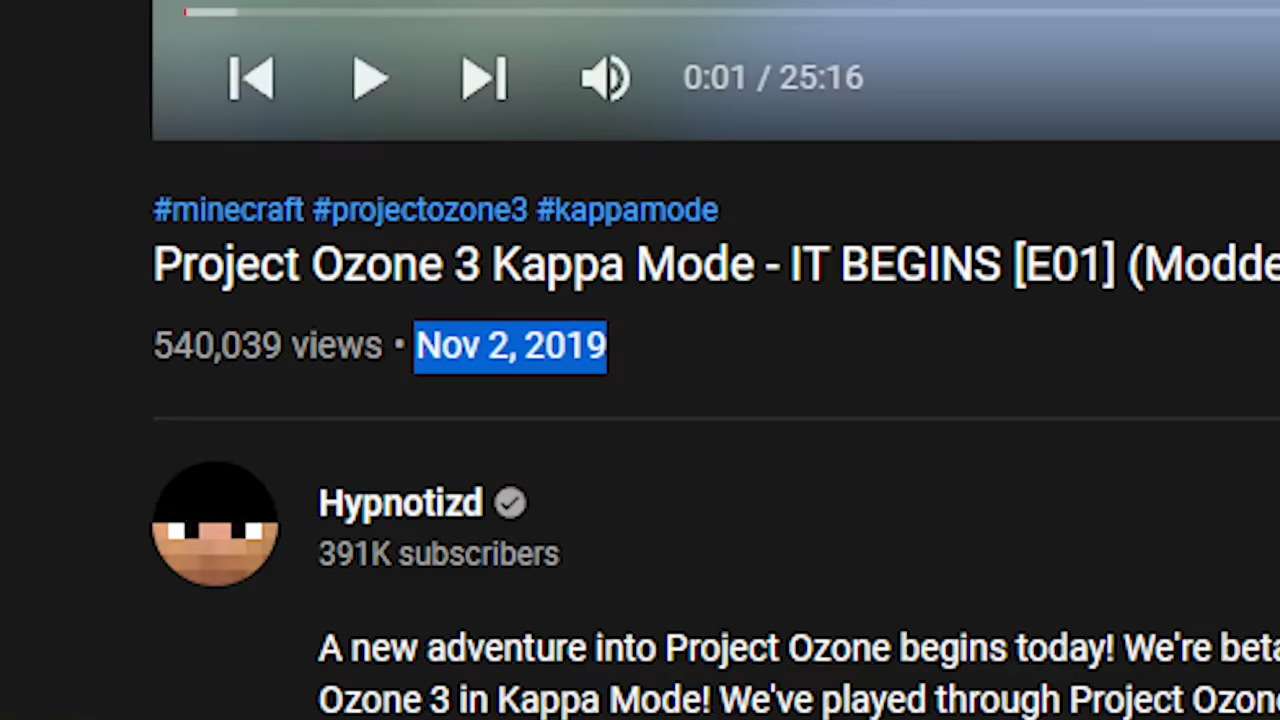 0:01 / 25:16
#minecraft #projectozone3 #kappamode
Project Ozone 3 Kappa Mode - IT BEGINS [E01] (Modde
540,039 views • Nov 2, 2019
Hypnotizd
391K subscribers
A new adventure into Project Ozone begins today! We're beta
Ozone 3 in Kappa Mode! We've played through Project Ozon